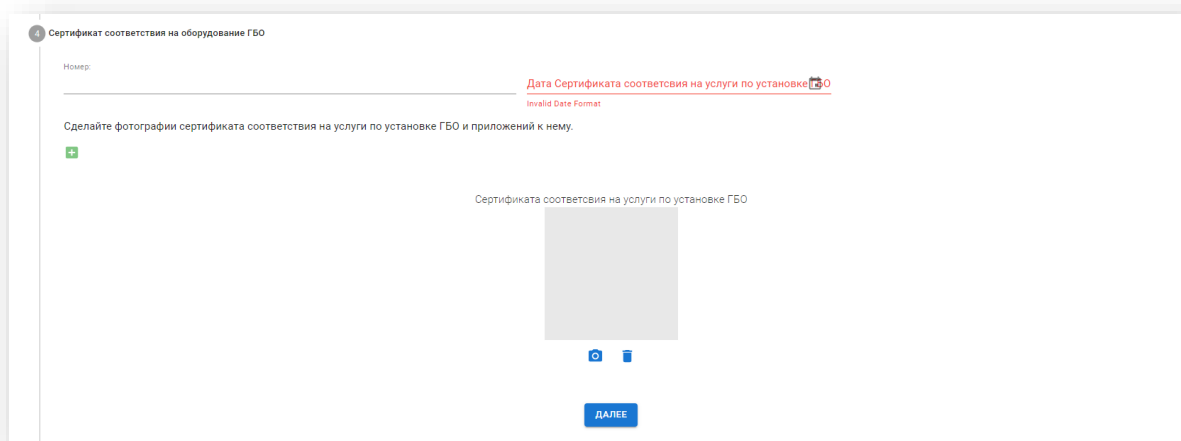 4 Сертификат соответствия на оборудование ГБО
Номер:
Дата Сертификата соответсвия на услуги по установке ГБО
Invalid Date Format
Сделайте фотографии сертификата соответствия на услуги по установке ГБО и приложений к нему.
Сертификата соответсвия на услуги по установке ГБО
ДАЛЕЕ